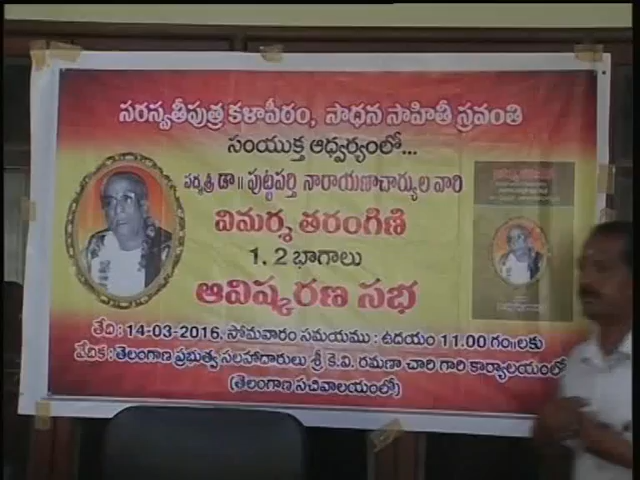 సరస్వతీపుత్ర కళాపీఠం, సాధన సాహితీ స్రవంతి
సంయుక్త ఆధ్వర్యంలో...
పద్మశ్రీ డా॥ పుట్టపర్తి నారాయణాచార్యుల వారి
విమర్శ తరంగిణి
1. 2 భాగాలు
ఆవిష్కరణ సభ
తేది : 14-03-2016, సోమవారం సమయము : ఉదయం 11.00 గం॥లకు
వేదిక : తెలంగాణ ప్రభుత్వ సలహాదారులు శ్రీ కె.వి. రమణా చారి గారి కార్యాలయంలో
(తెలంగాణ సచివాలయంలో)